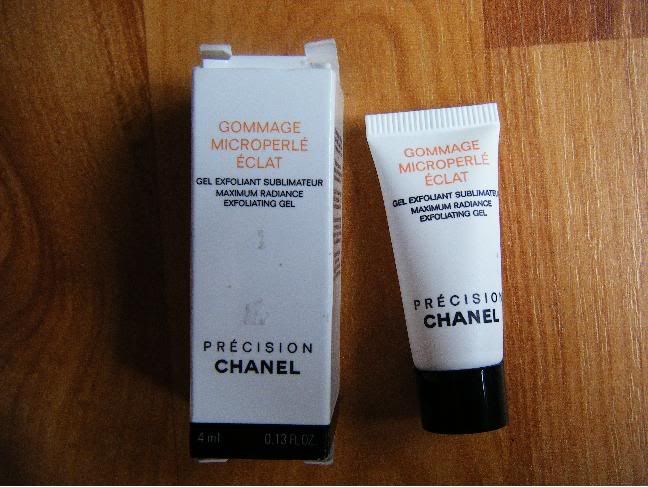 GOMMAGE
MICROPERLÉ
ÉCLAT
GEL EXFOLIANT SUBLIMATEUR
MAXIMUM RADIANCE
EXFOLIATING GEL
PRÉCISION
CHANEL
4 ml 0.13 FL.OZ.
GOMMAGE
MICROPERLÉ
ÉCLAT
GEL EXFOLIANT SUBLIMATEU
MAXIMUM RADIANCE
EXFOLIATING GEL
PRÉCISION
CHANEL